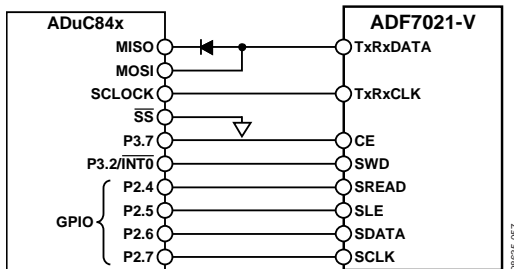 ADuC84x
ADF7021-V
MISO
TxRxDATA
MOSI
SCLOCK
TxRxCLK
SS
P3.7
CE
P3.2/INT0
SWD
GPIO
P2.4
SREAD
P2.5
SLE
P2.6
SDATA
P2.7
SCLK